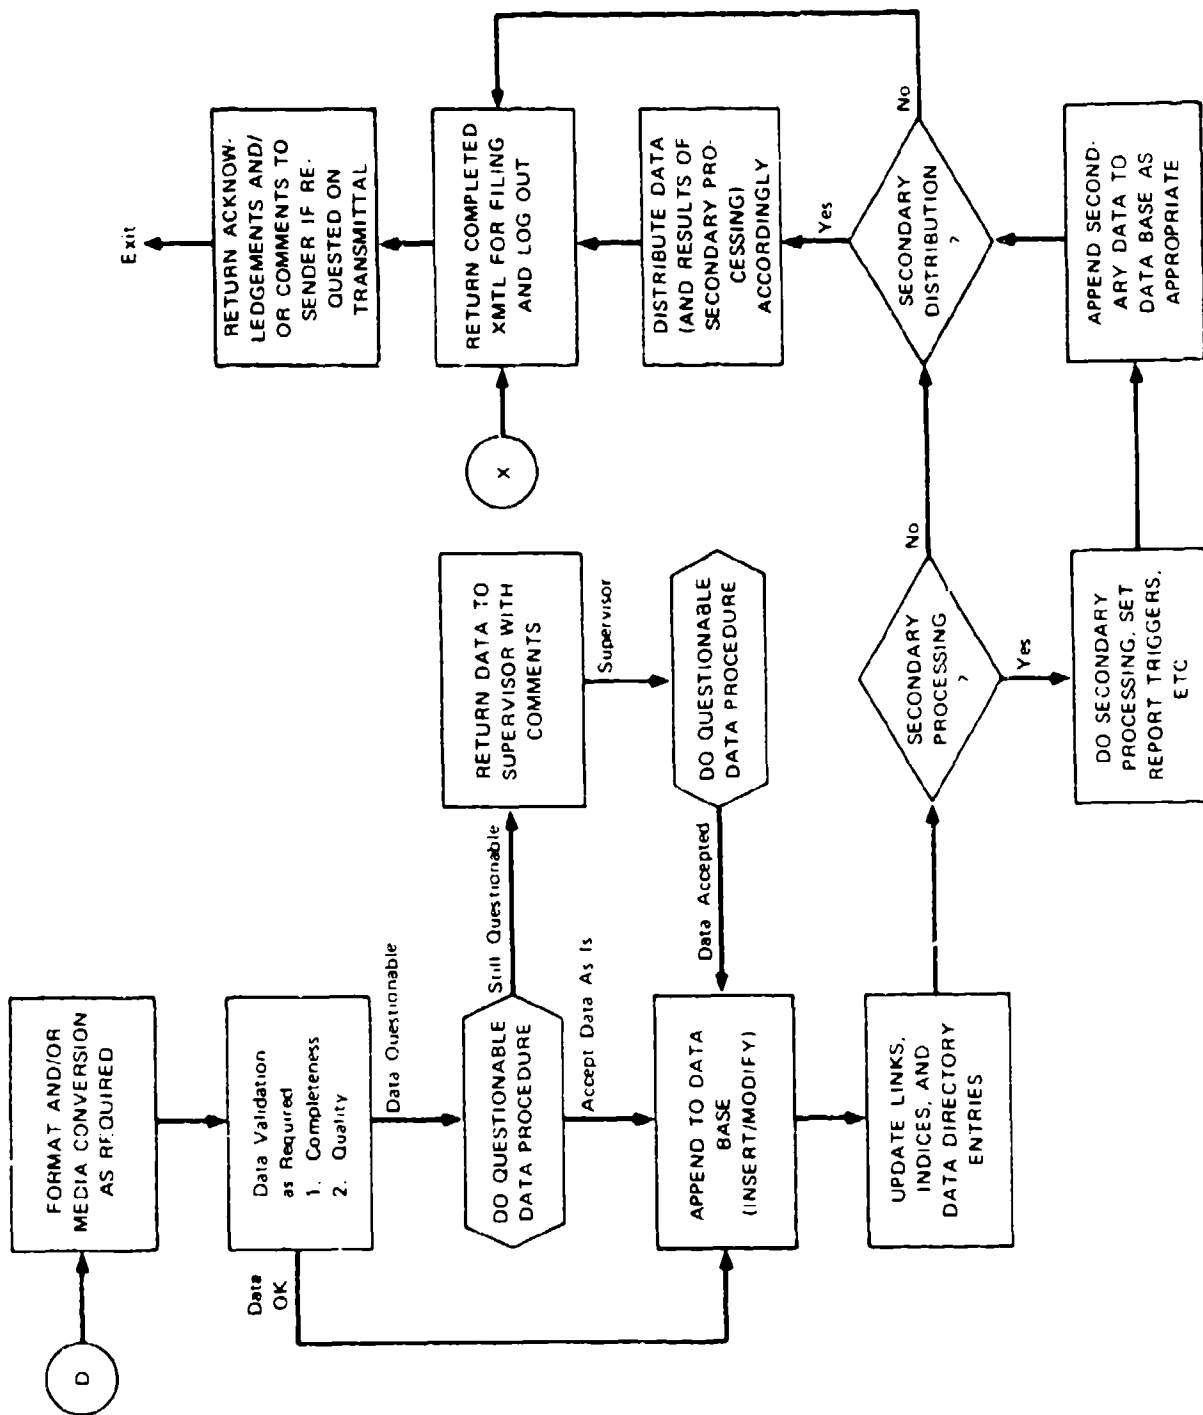 D
FORMAT AND/OR
MEDIA CONVERSION
AS REQUIRED
Data Validation
as Required
1. Completeness
2. Quality
Data
OK
Data Questionable
DO QUESTIONABLE
DATA PROCEDURE
Still Questionable
Accept Data As Is
RETURN DATA TO
SUPERVISOR WITH
COMMENTS
Supervisor
DO QUESTIONABLE
DATA PROCEDURE
Data Accepted
APPEND TO DATA
BASE
(INSERT/MODIFY)
UPDATE LINKS,
INDICES, AND
DATA DIRECTORY
ENTRIES
SECONDARY
PROCESSING
?
No
Yes
DO SECONDARY
PROCESSING, SET
REPORT TRIGGERS,
ETC
APPEND SECOND-
ARY DATA TO
DATA BASE AS
APPROPRIATE
SECONDARY
DISTRIBUTION
?
No
Yes
DISTRIBUTE DATA
(AND RESULTS OF
SECONDARY PRO-
CESSING)
ACCORDINGLY
X
RETURN COMPLETED
XMTL FOR FILING
AND LOG OUT
RETURN ACKNOW-
LEDGEMENTS AND/
OR COMMENTS TO
SENDER IF RE-
QUESTED ON
TRANSMITTAL
Exit